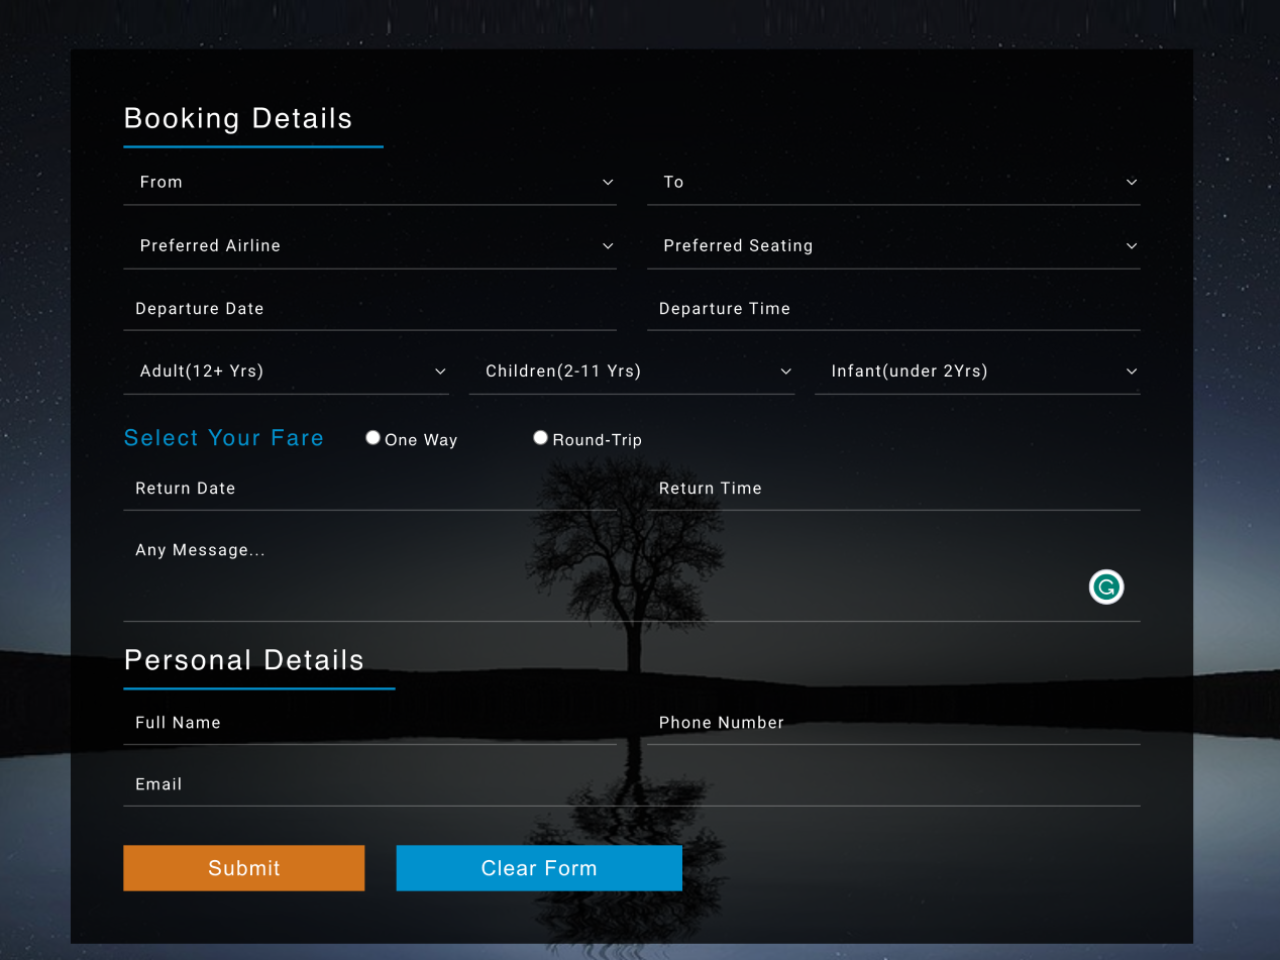 Booking Details
From To
Preferred Airline Preferred Seating
Departure Date Departure Time
Adult(12+ Yrs) Children(2-11 Yrs) Infant(under 2Yrs)
Select Your Fare One Way Round-Trip
Return Date Return Time
Any Message...
Personal Details
Full Name Phone Number
Email
Submit Clear Form